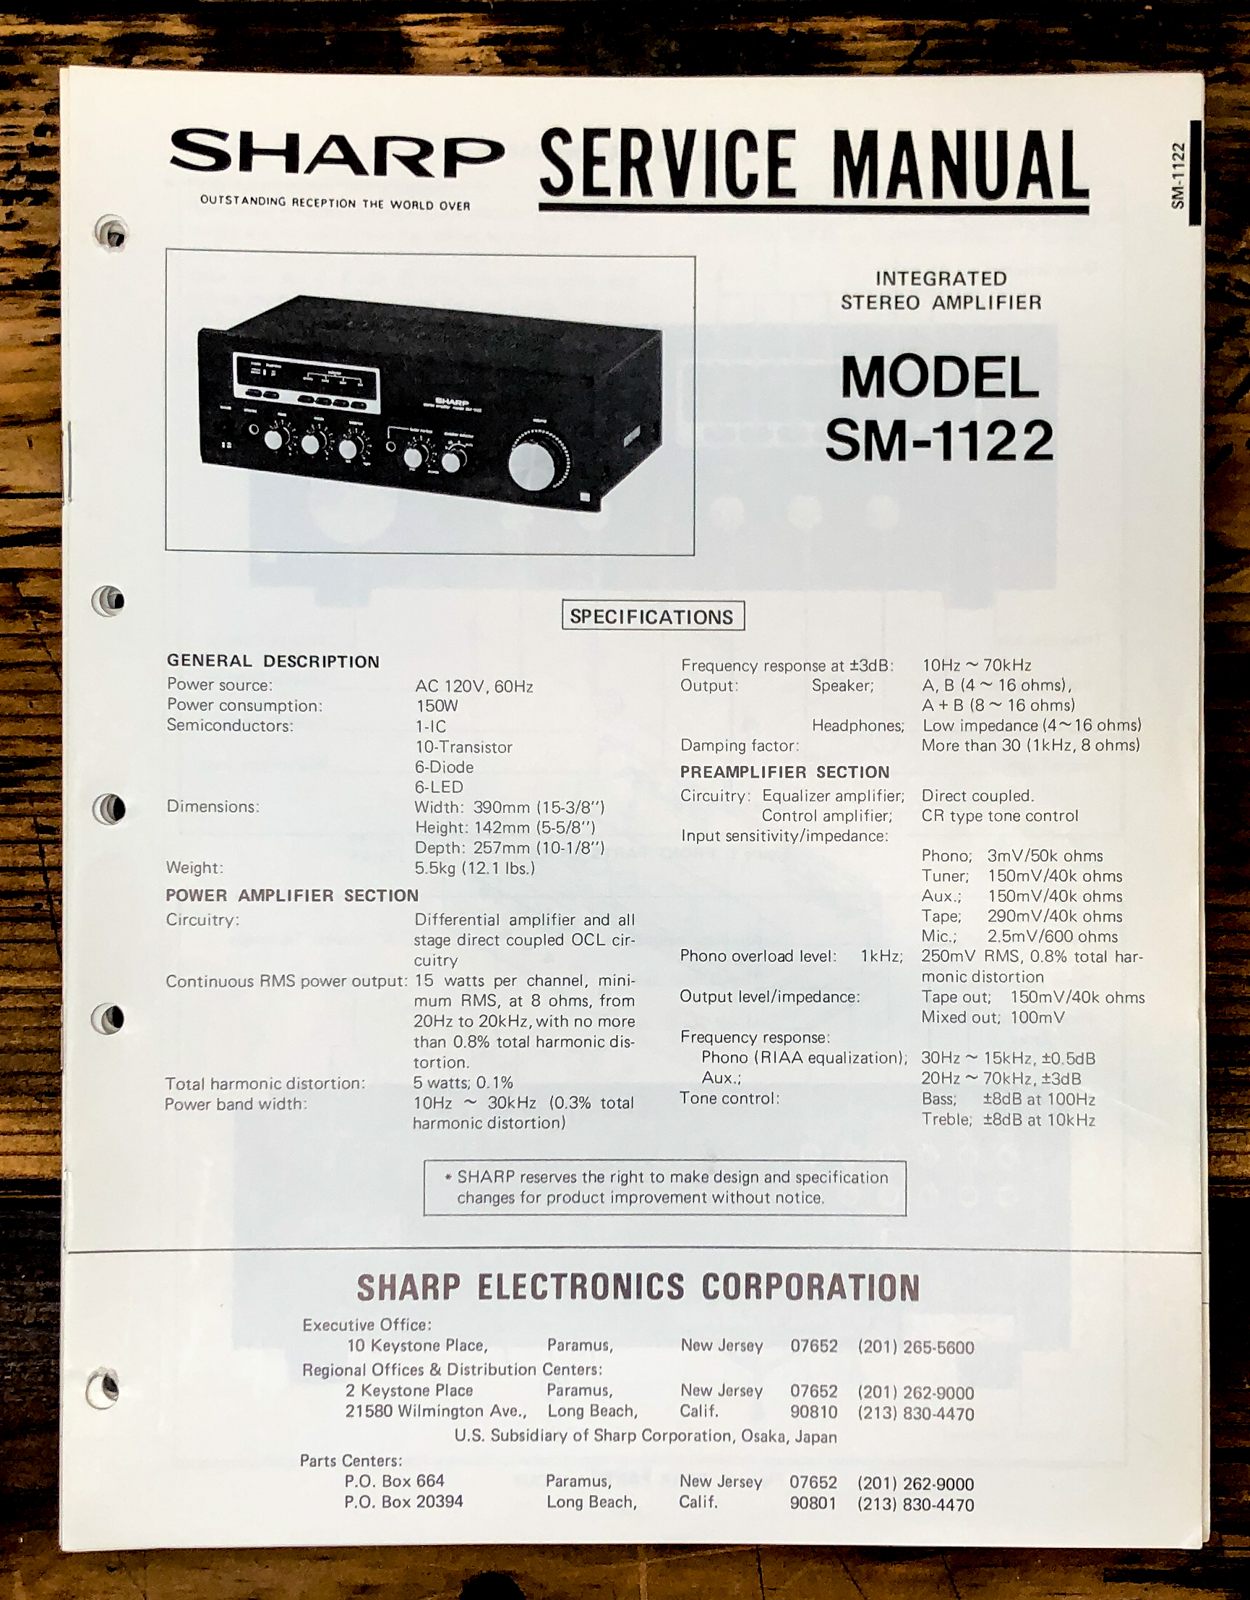 SHARP SERVICE MANUAL
OUTSTANDING RECEPTION THE WORLD OVER
SM-1122
INTEGRATED
STEREO AMPLIFIER
MODEL
SM-1122
SHARP
SPECIFICATIONS
GENERAL DESCRIPTION
Power source: AC 120V, 60Hz
Power consumption: 150W
Semiconductors: 1-IC
10-Transistor
6-Diode
6-LED
Dimensions: Width: 390mm (15-3/8")
Height: 142mm (5-5/8")
Depth: 257mm (10-1/8")
Weight: 5.5kg (12.1 lbs.)
POWER AMPLIFIER SECTION
Circuitry: Differential amplifier and all
stage direct coupled OCL cir-
cuitry
Continuous RMS power output: 15 watts per channel, mini-
mum RMS, at 8 ohms, from
20Hz to 20kHz, with no more
than 0.8% total harmonic dis-
tortion.
Total harmonic distortion: 5 watts; 0.1%
Power band width: 10Hz ~ 30kHz (0.3% total
harmonic distortion)
Frequency response at ±3dB: 10Hz ~ 70kHz
Output: Speaker; A, B (4 ~ 16 ohms),
A + B (8 ~ 16 ohms)
Headphones; Low impedance (4~16 ohms)
Damping factor: More than 30 (1kHz, 8 ohms)
PREAMPLIFIER SECTION
Circuitry: Equalizer amplifier; Direct coupled.
Control amplifier; CR type tone control
Input sensitivity/impedance:
Phono; 3mV/50k ohms
Tuner; 150mV/40k ohms
Aux.; 150mV/40k ohms
Tape; 290mV/40k ohms
Mic.; 2.5mV/600 ohms
Phono overload level: 1kHz; 250mV RMS, 0.8% total har-
monic distortion
Output level/impedance: Tape out; 150mV/40k ohms
Mixed out; 100mV
Frequency response:
Phono (RIAA equalization); 30Hz ~ 15kHz, ±0.5dB
Aux.; 20Hz ~ 70kHz, ±3dB
Tone control: Bass; ±8dB at 100Hz
Treble; ±8dB at 10kHz
* SHARP reserves the right to make design and specification
changes for product improvement without notice.
SHARP ELECTRONICS CORPORATION
Executive Office:
10 Keystone Place, Paramus, New Jersey 07652 (201) 265-5600
Regional Offices & Distribution Centers:
2 Keystone Place Paramus, New Jersey 07652 (201) 262-9000
21580 Wilmington Ave., Long Beach, Calif. 90810 (213) 830-4470
U.S. Subsidiary of Sharp Corporation, Osaka, Japan
Parts Centers:
P.O. Box 664 Paramus, New Jersey 07652 (201) 262-9000
P.O. Box 20394 Long Beach, Calif. 90801 (213) 830-4470